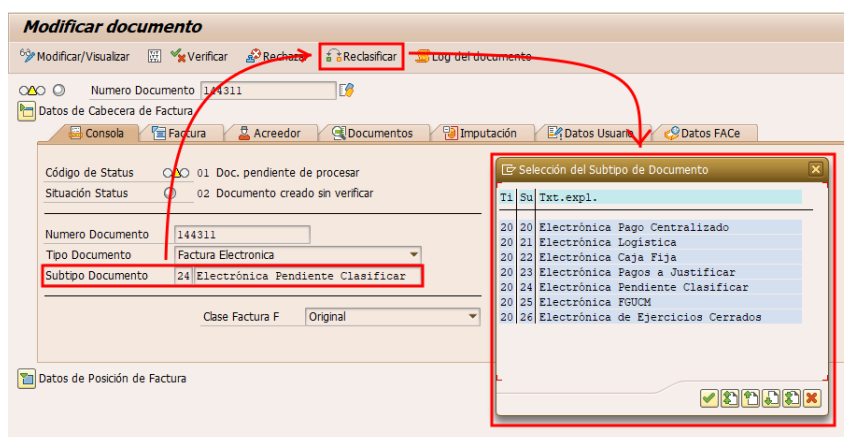 Modificar documento
Modificar/Visualizar Verificar Rechazar Reclasificar Log del documento
Numero Documento 144311
Datos de Cabecera de Factura
Consola Factura Acreedor Documentos Imputación Datos Usuario Datos FACe
Código de Status 01 Doc. pendiente de procesar
Situación Status 02 Documento creado sin verificar
Numero Documento 144311
Tipo Documento Factura Electronica
Subtipo Documento 24 Electrónica Pendiente Clasificar
Clase Factura F Original
Datos de Posición de Factura
Selección del Subtipo de Documento
Ti Su Txt.expl.
20 20 Electrónica Pago Centralizado
20 21 Electrónica Logística
20 22 Electrónica Caja Fija
20 23 Electrónica Pagos a Justificar
20 24 Electrónica Pendiente Clasificar
20 25 Electrónica FGUCM
20 26 Electrónica de Ejercicios Cerrados